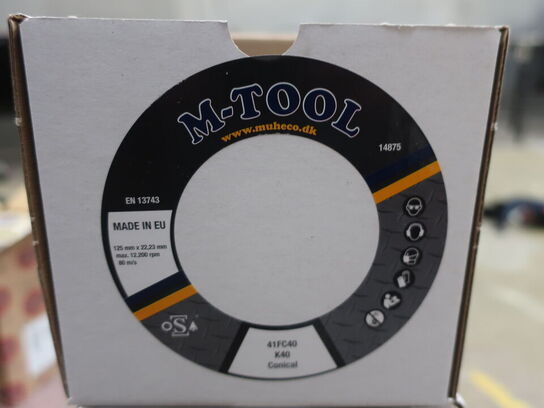 M-TOOL
www.muheco.dk
14875
EN 13743
MADE IN EU
125 mm x 22,23 mm
max. 12.200 rpm
80 m/s
oS
41FC40
K40
Conical